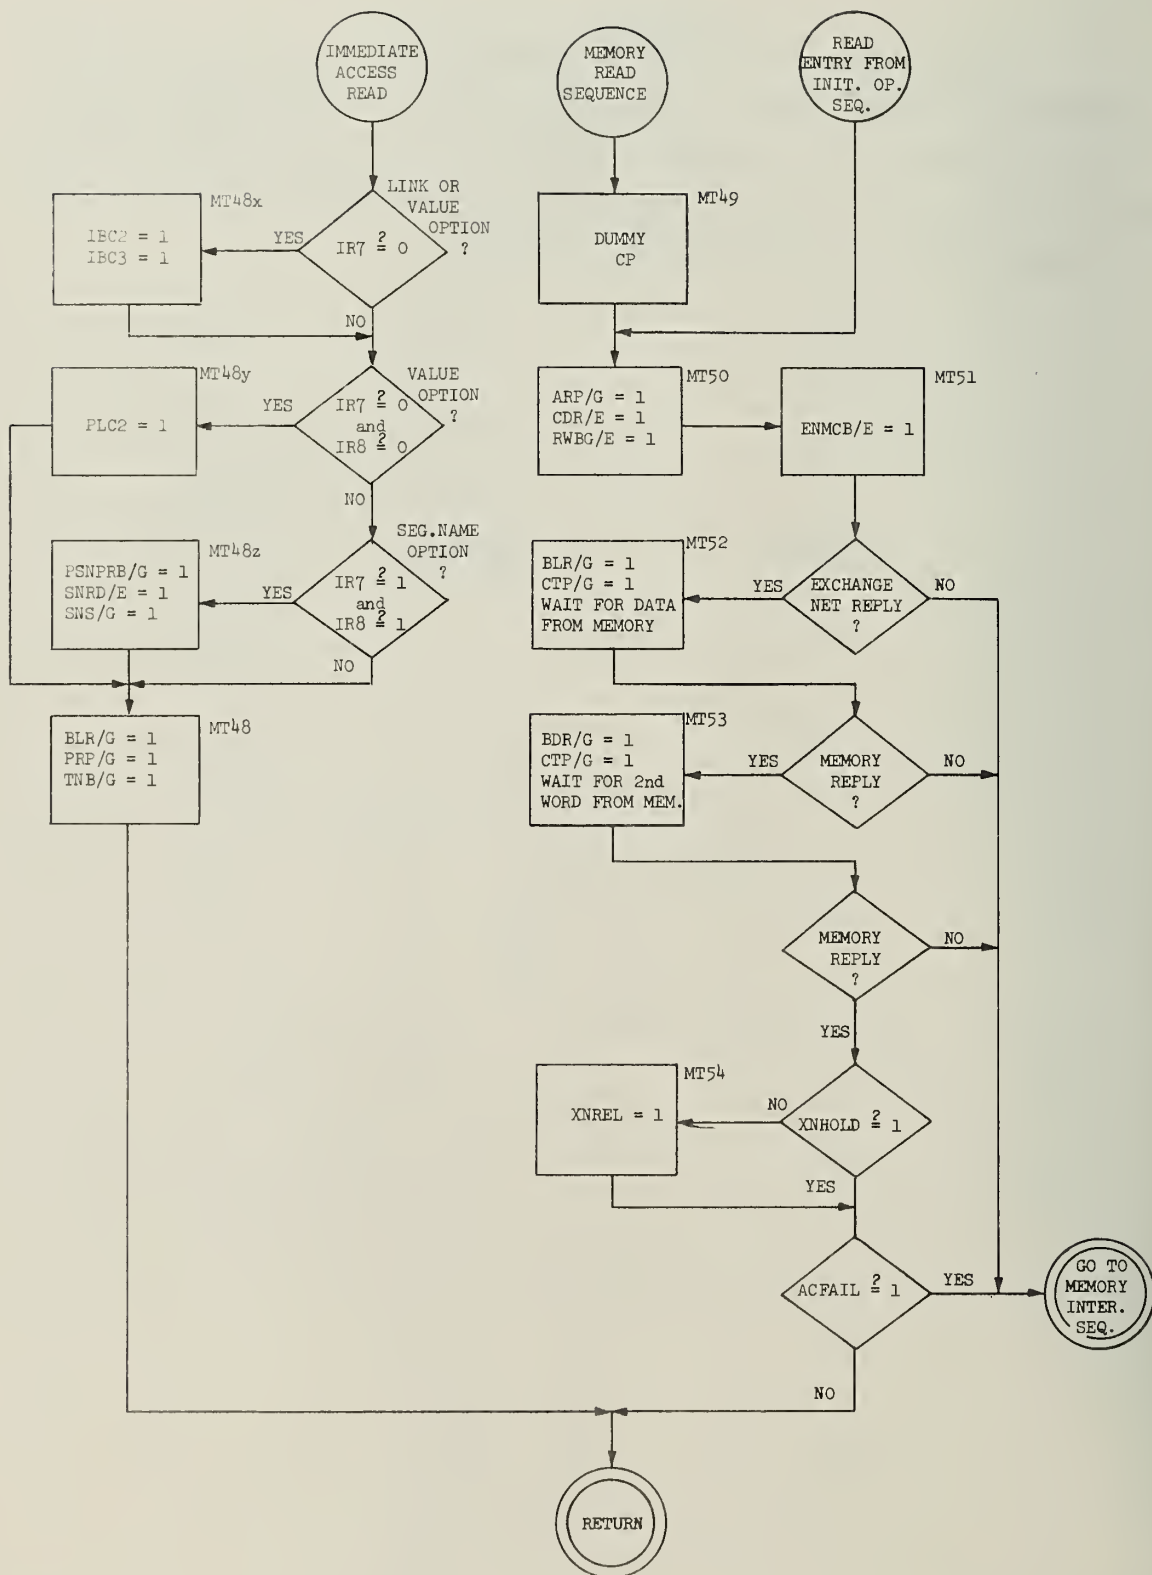 IMMEDIATE
ACCESS
READ
MEMORY
READ
SEQUENCE
READ
ENTRY FROM
INIT. OP.
SEQ.
MT48x
IBC2 = 1
IBC3 = 1
YES
LINK OR
VALUE
OPTION
?
IR7 ≟ 0
NO
MT49
DUMMY
CP
MT48y
PLC2 = 1
YES
VALUE
OPTION
?
IR7 ≟ 0
and
IR8 ≟ 0
NO
MT50
ARP/G = 1
CDR/E = 1
RWBG/E = 1
MT51
ENMCB/E = 1
MT48z
PSNPRB/G = 1
SNRD/E = 1
SNS/G = 1
YES
SEG.NAME
OPTION
?
IR7 ≟ 1
and
IR8 ≟ 1
NO
MT52
BLR/G = 1
CTP/G = 1
WAIT FOR DATA
FROM MEMORY
YES
EXCHANGE
NET REPLY
?
NO
MT48
BLR/G = 1
PRP/G = 1
TNB/G = 1
MT53
BDR/G = 1
CTP/G = 1
WAIT FOR 2nd
WORD FROM MEM.
YES
MEMORY
REPLY
?
NO
MEMORY
REPLY
?
NO
YES
MT54
XNREL = 1
NO
XNHOLD ≟ 1
YES
ACFAIL ≟ 1
YES
GO TO
MEMORY
INTER.
SEQ.
NO
RETURN